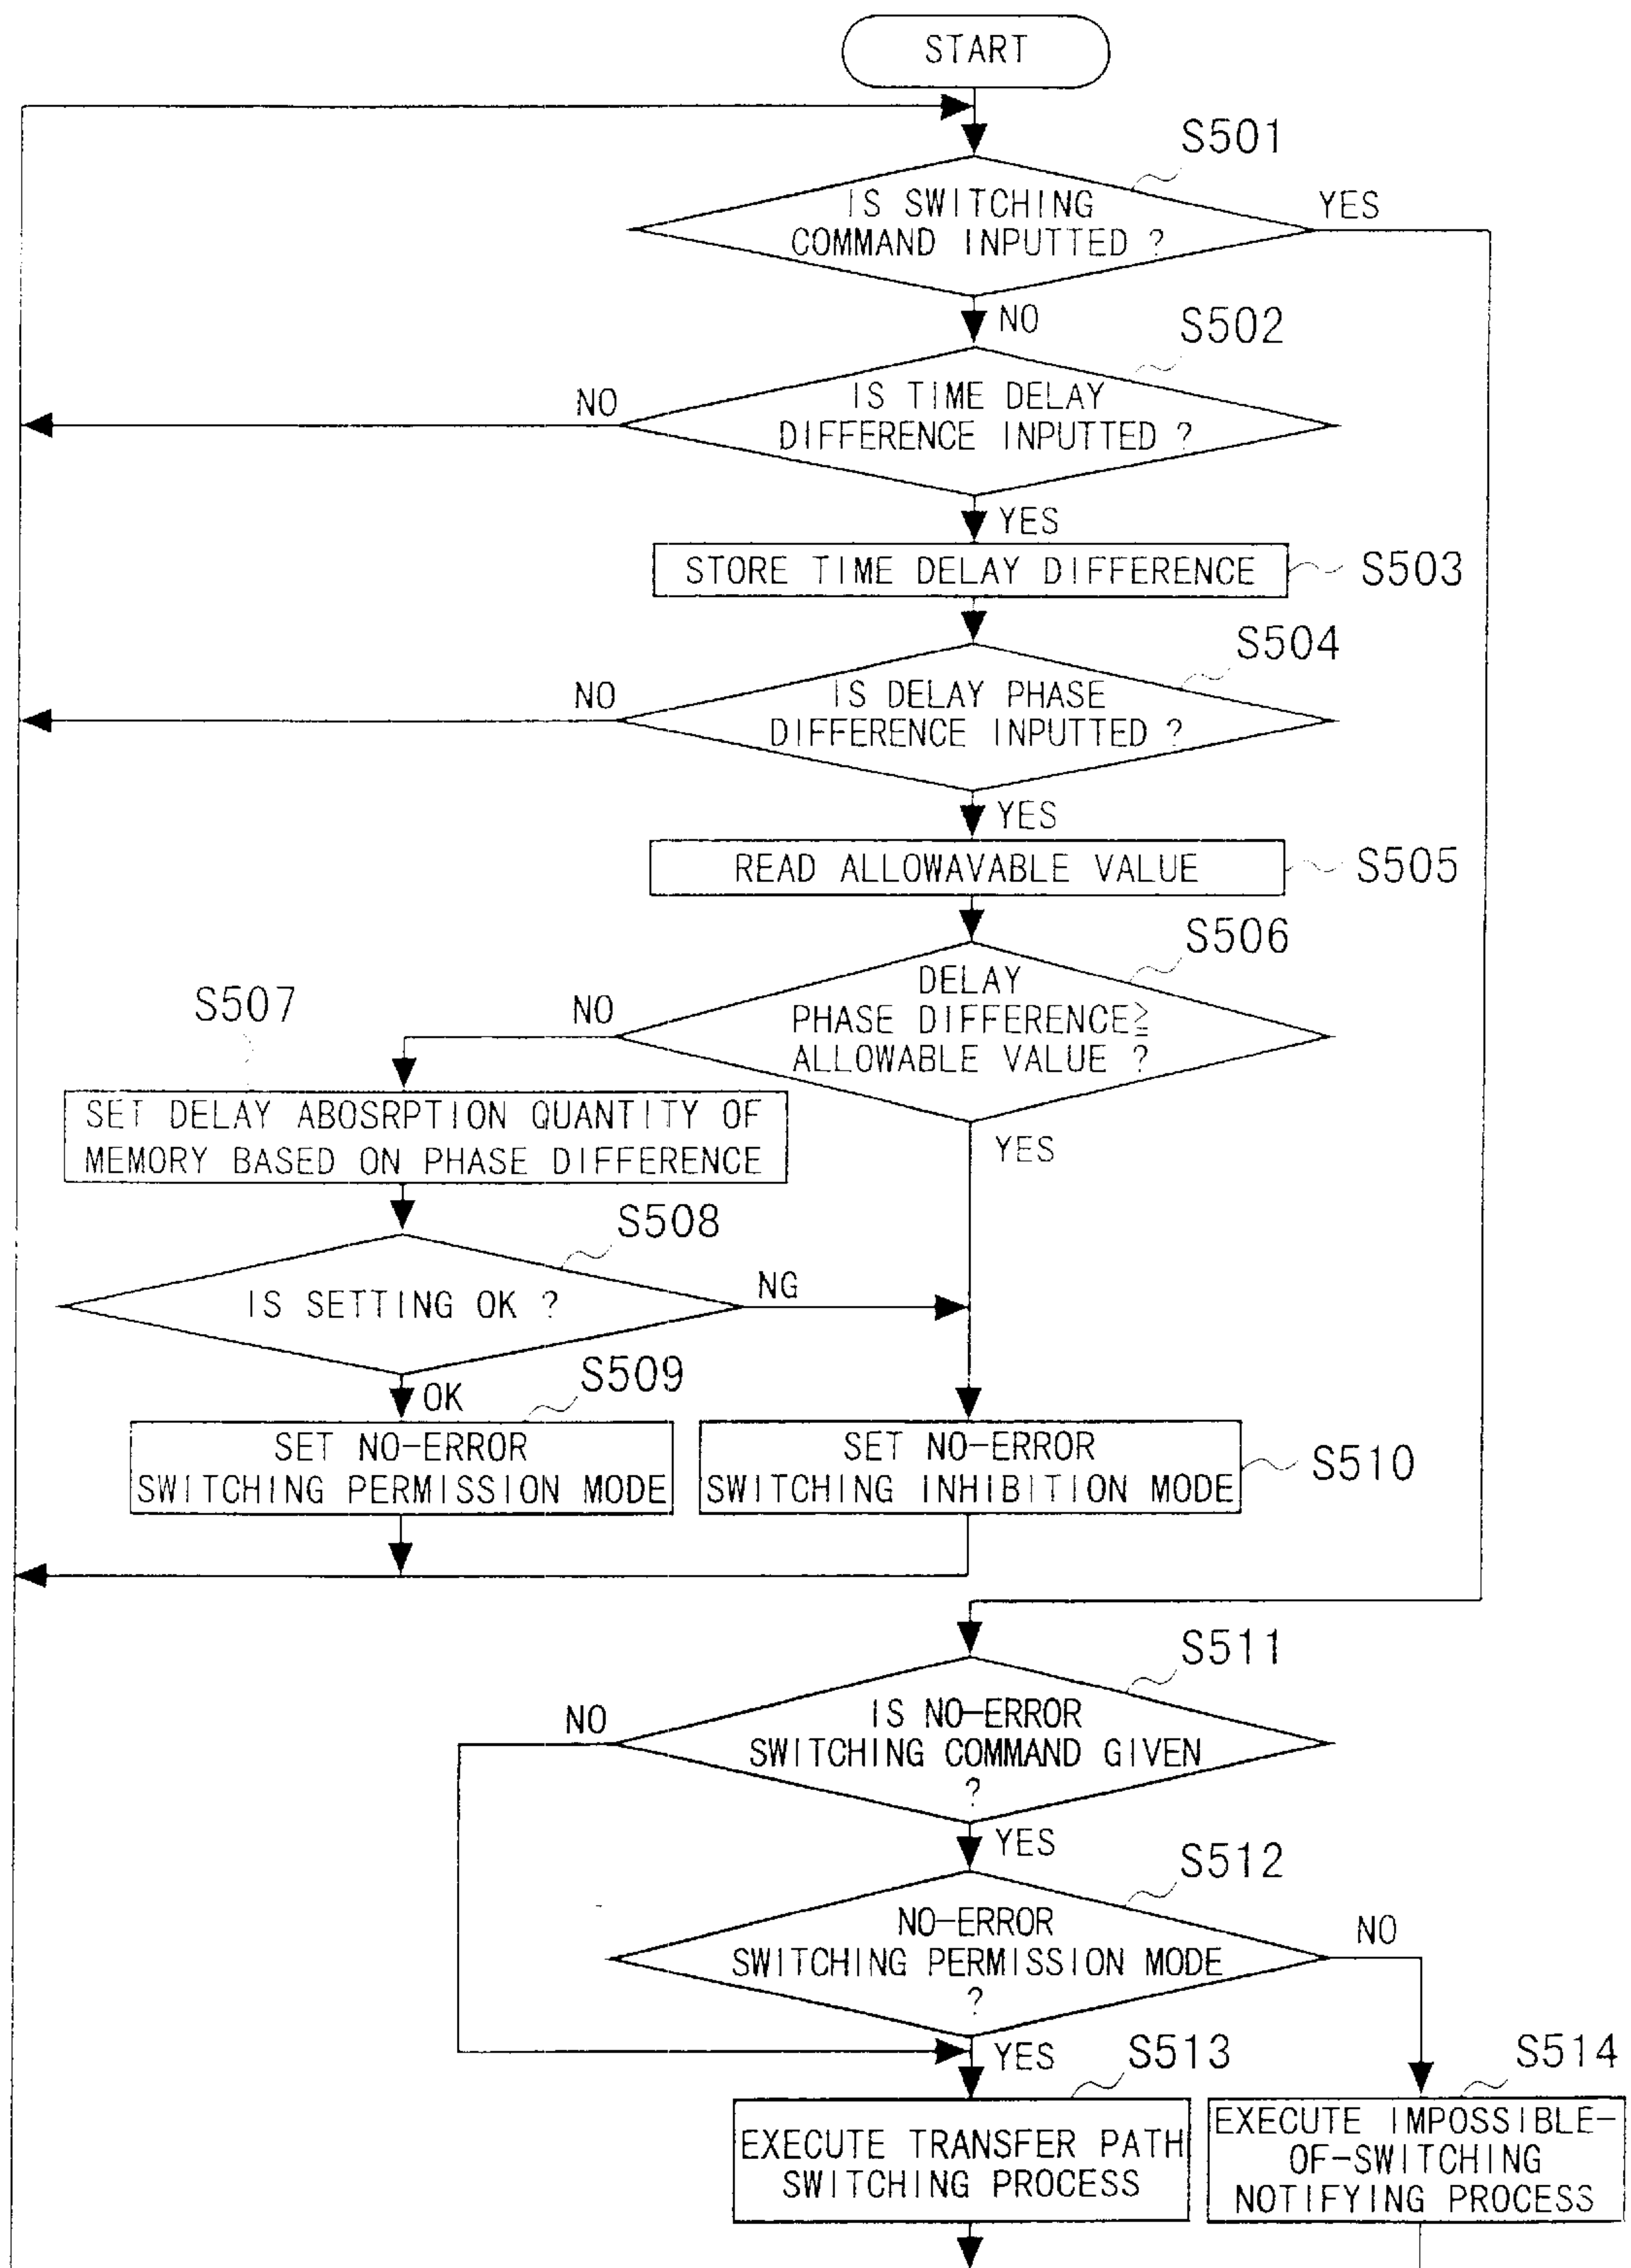 START
S501
IS SWITCHING
COMMAND INPUTTED ?
YES
NO
S502
IS TIME DELAY
DIFFERENCE INPUTTED ?
NO
YES
STORE TIME DELAY DIFFERENCE
S503
S504
IS DELAY PHASE
DIFFERENCE INPUTTED ?
NO
YES
READ ALLOWAVABLE VALUE
S505
S506
DELAY
PHASE DIFFERENCE≧
ALLOWABLE VALUE ?
NO
YES
S507
SET DELAY ABOSRPTION QUANTITY OF
MEMORY BASED ON PHASE DIFFERENCE
S508
IS SETTING OK ?
NG
OK
S509
SET NO-ERROR
SWITCHING PERMISSION MODE
SET NO-ERROR
SWITCHING INHIBITION MODE
S510
S511
IS NO-ERROR
SWITCHING COMMAND GIVEN
?
NO
YES
S512
NO-ERROR
SWITCHING PERMISSION MODE
?
NO
YES
S513
EXECUTE TRANSFER PATH
SWITCHING PROCESS
S514
EXECUTE IMPOSSIBLE-
OF-SWITCHING
NOTIFYING PROCESS